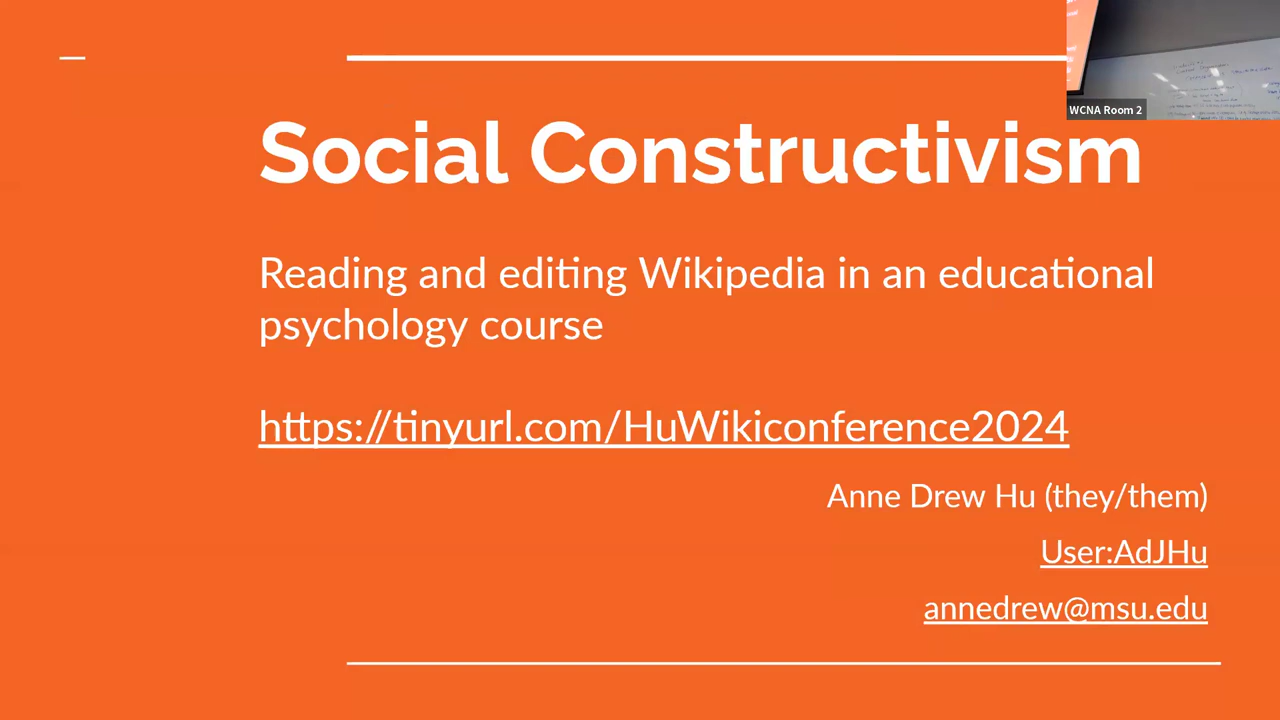 WCNA Room 2
Social Constructivism
Reading and editing Wikipedia in an educational
psychology course
https://tinyurl.com/HuWikiconference2024
Anne Drew Hu (they/them)
User:AdJHu
annedrew@msu.edu